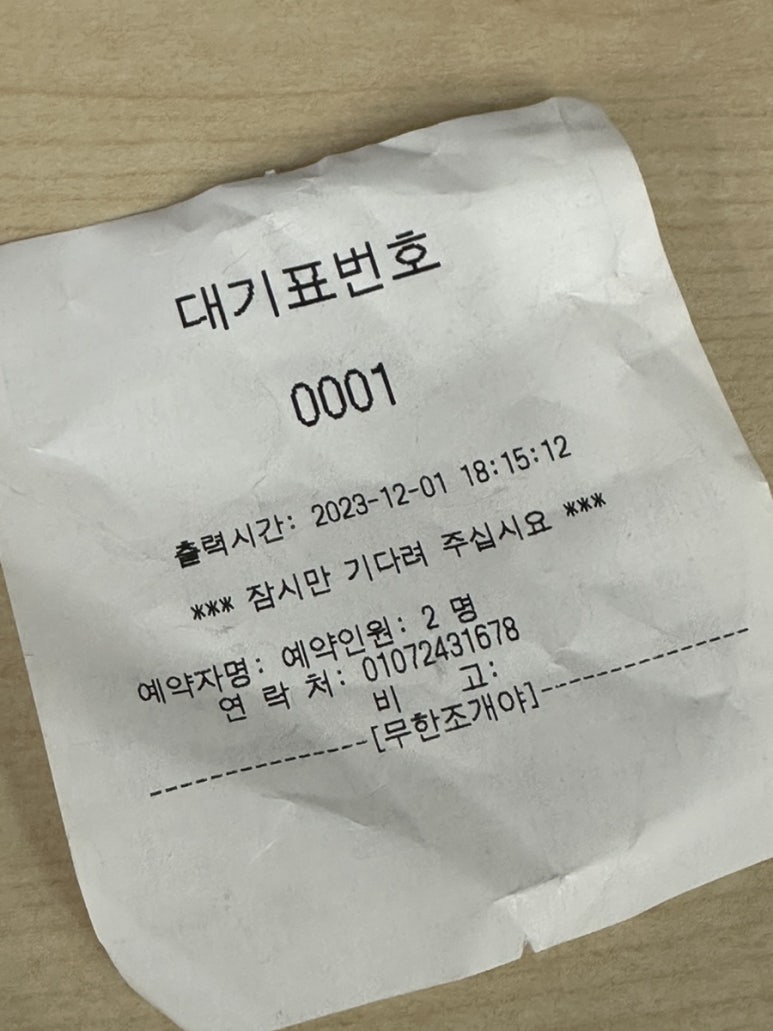 대기표번호
0001
출력시간: 2023-12-01 18:15:12
*** 잠시만 기다려 주십시요 ***
예약자명: 예약인원: 2 명
연 락 처: 01072431678
비 고:
---------------[무한조개야]---------------